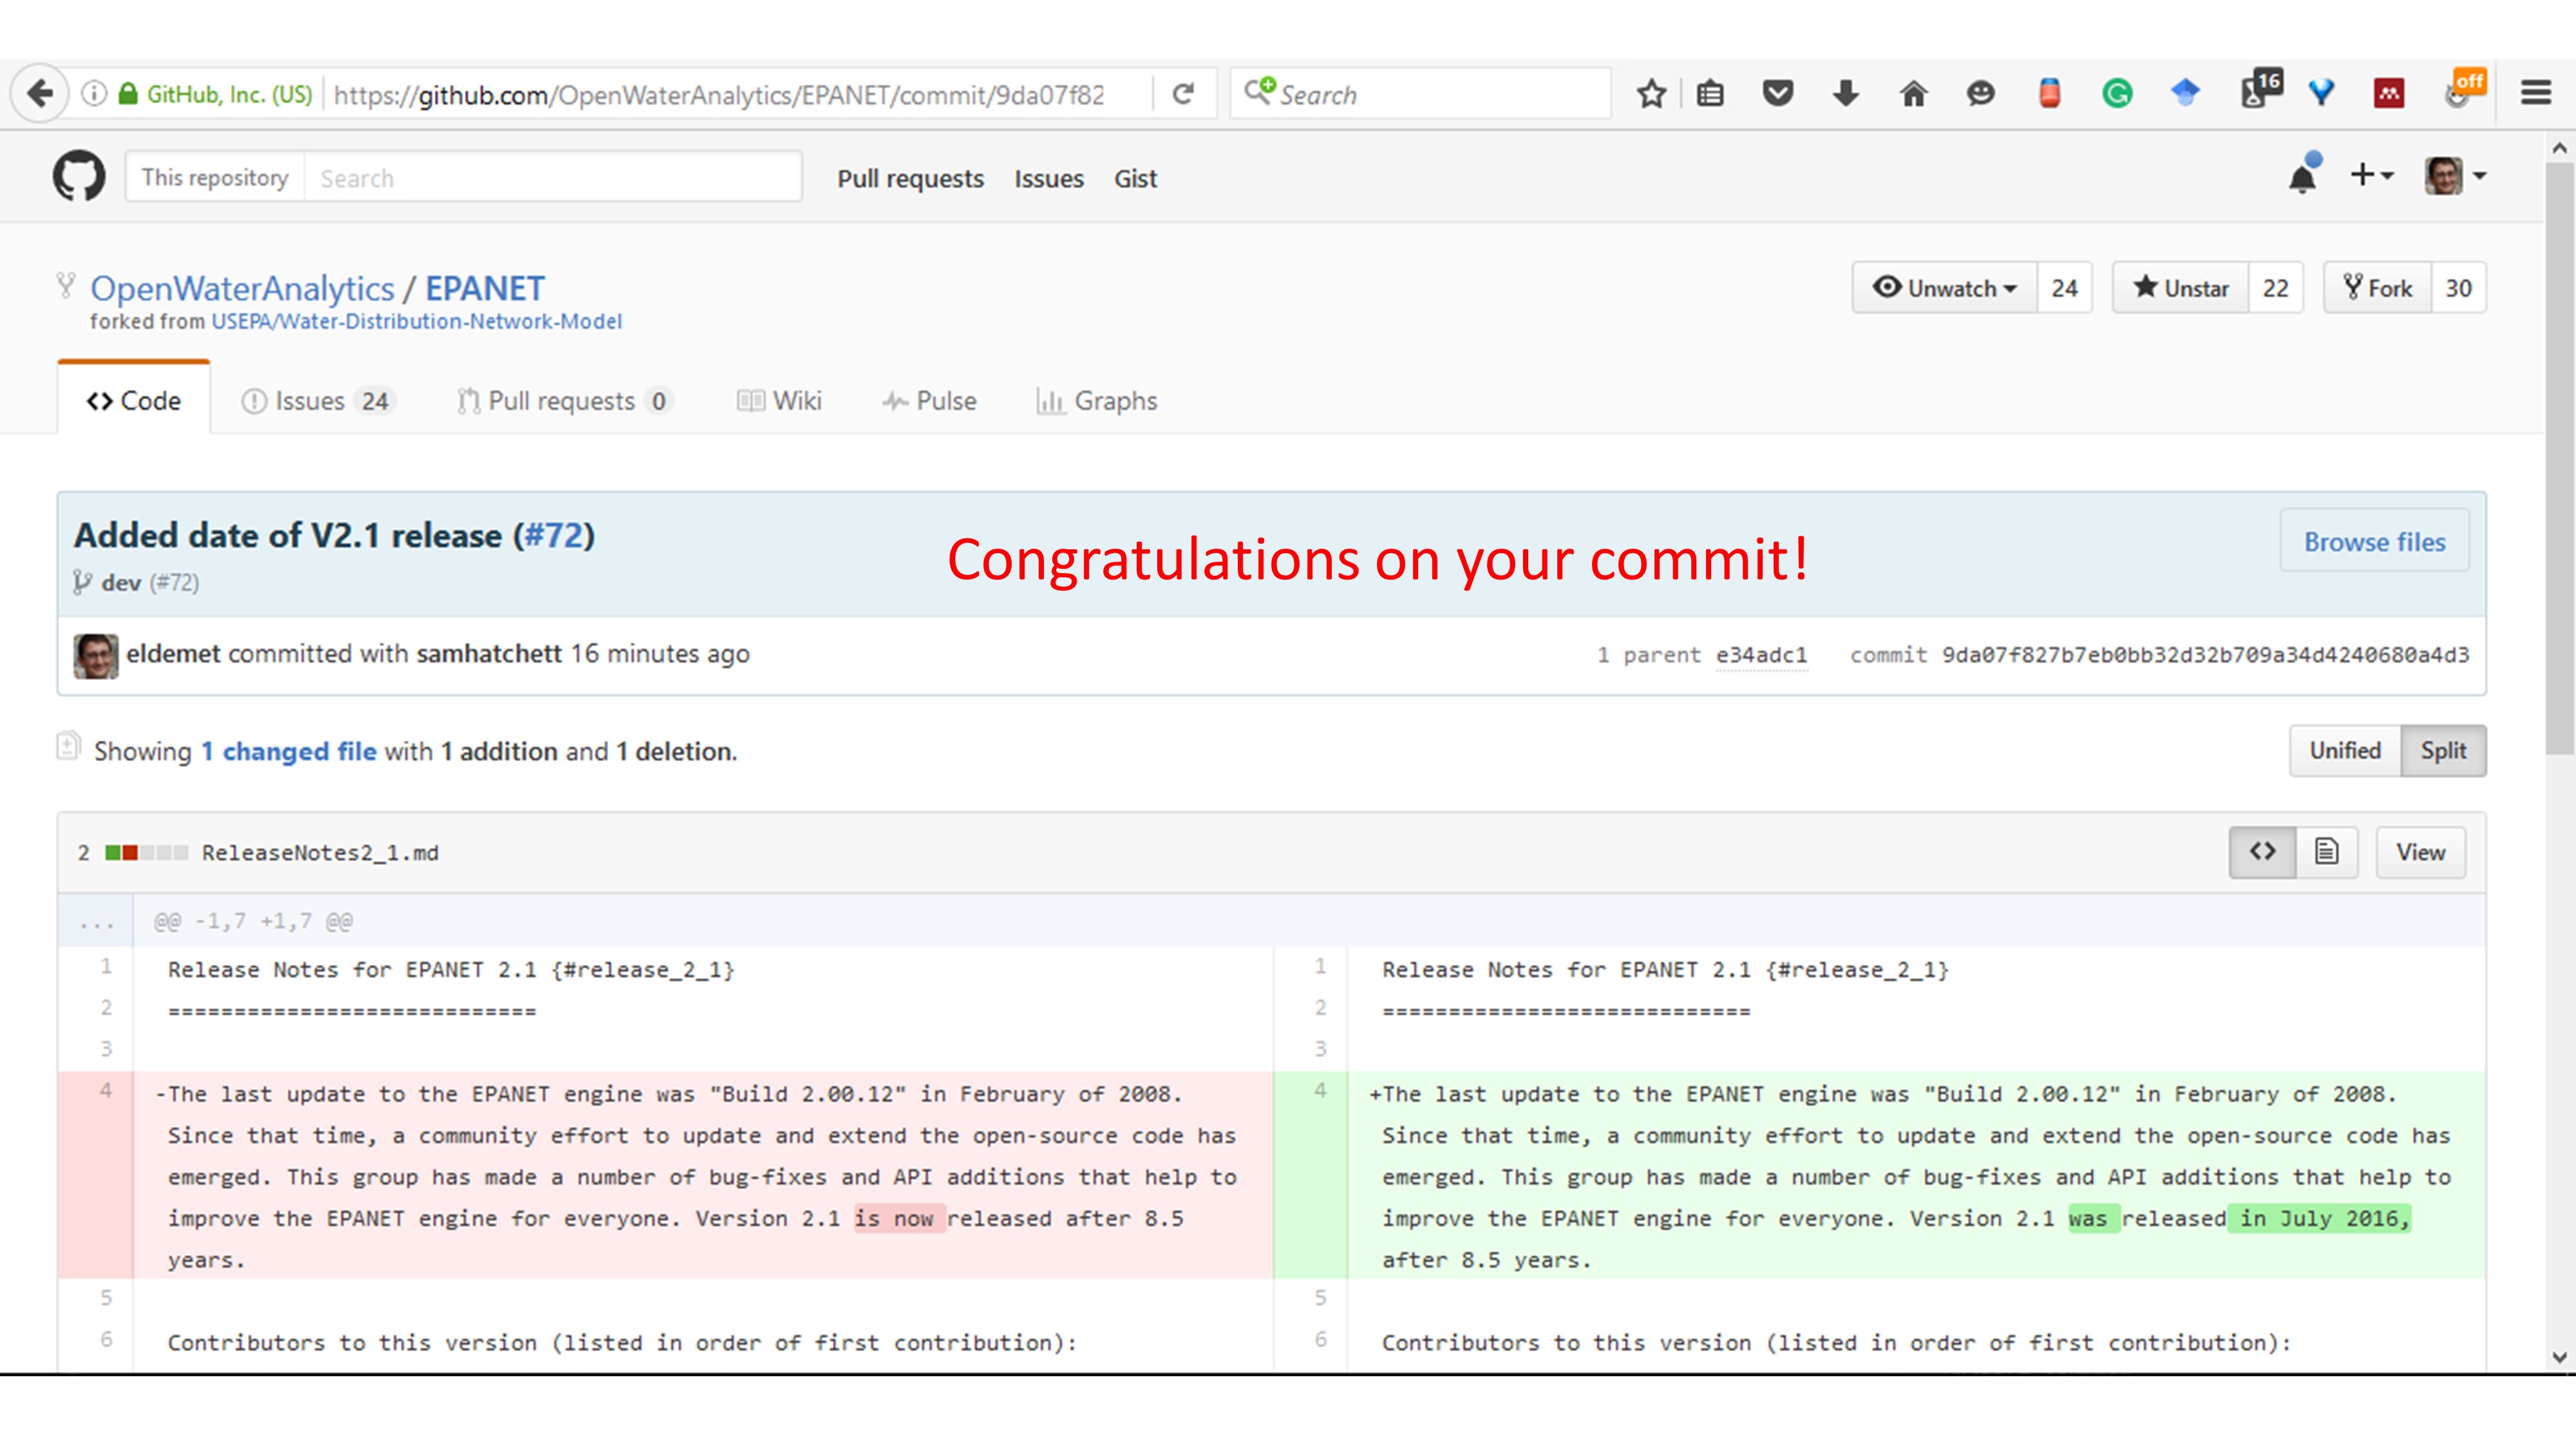 GitHub, Inc. (US) https://github.com/OpenWaterAnalytics/EPANET/commit/9da07f82 Search 16 off
This repository Search Pull requests Issues Gist
OpenWaterAnalytics / EPANET Unwatch 24 Unstar 22 Fork 30
forked from USEPA/Water-Distribution-Network-Model
<> Code Issues 24 Pull requests 0 Wiki Pulse Graphs
Added date of V2.1 release (#72)
Congratulations on your commit!
Browse files
dev (#72)
eldemet committed with samhatchett 16 minutes ago 1 parent e34adc1 commit 9da07f827b7eb0bb32d32b709a34d4240680a4d3
Showing 1 changed file with 1 addition and 1 deletion. Unified Split
2 ReleaseNotes2_1.md <> View
... @@ -1,7 +1,7 @@
1 Release Notes for EPANET 2.1 {#release_2_1}
2 ============================
3
4 -The last update to the EPANET engine was "Build 2.00.12" in February of 2008.
Since that time, a community effort to update and extend the open-source code has
emerged. This group has made a number of bug-fixes and API additions that help to
improve the EPANET engine for everyone. Version 2.1 is now released after 8.5
years.
5
6 Contributors to this version (listed in order of first contribution):
1 Release Notes for EPANET 2.1 {#release_2_1}
2 ============================
3
4 +The last update to the EPANET engine was "Build 2.00.12" in February of 2008.
Since that time, a community effort to update and extend the open-source code has
emerged. This group has made a number of bug-fixes and API additions that help to
improve the EPANET engine for everyone. Version 2.1 was released in July 2016,
after 8.5 years.
5
6 Contributors to this version (listed in order of first contribution):